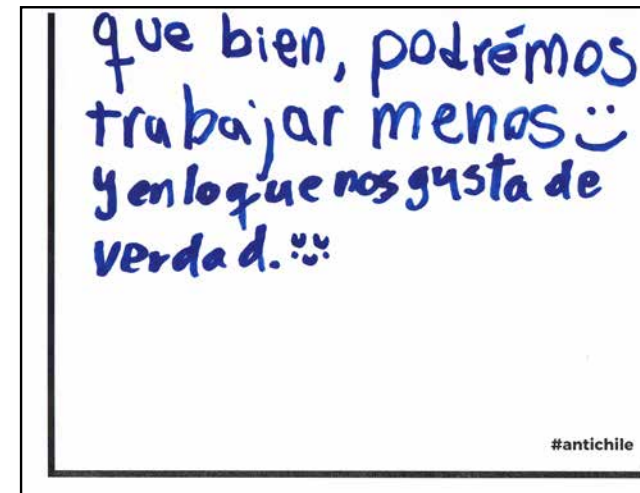 que bien, podrémos
trabajar menos
y en lo que nos gusta de
verdad.
#antichile